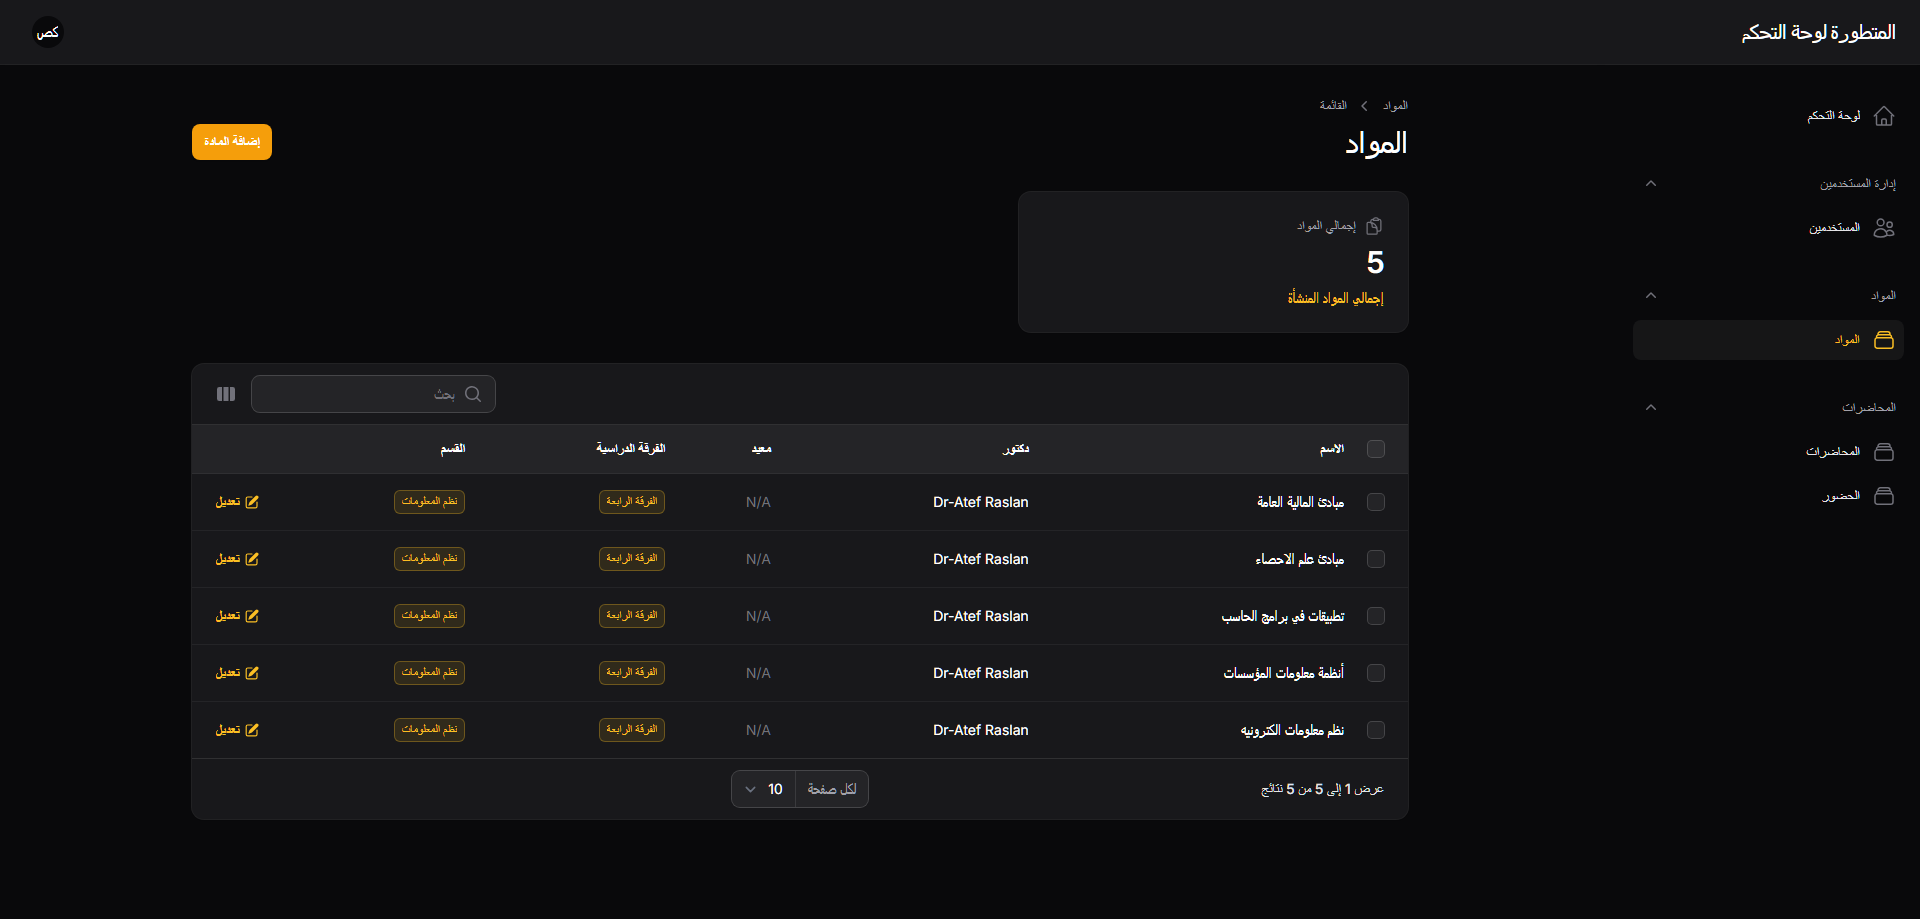 المتطورة لوحة التحكم
كص
لوحة التحكم
إدارة المستخدمين
المستخدمين
المواد
المواد
المحاضرات
المحاضرات
الحضور
المواد القائمة
المواد
إضافة المادة
إجمالي المواد
5
إجمالي المواد المنشأة
بحث
الاسم دكتور معيد الفرقة الدراسية القسم
مبادئ المالية العامة Dr-Atef Raslan N/A الفرقة الرابعة نظم المعلومات تعديل
مبادئ علم الاحصاء Dr-Atef Raslan N/A الفرقة الرابعة نظم المعلومات تعديل
تطبيقات في برامج الحاسب Dr-Atef Raslan N/A الفرقة الرابعة نظم المعلومات تعديل
أنظمة معلومات المؤسسات Dr-Atef Raslan N/A الفرقة الرابعة نظم المعلومات تعديل
نظم معلومات الكترونيه Dr-Atef Raslan N/A الفرقة الرابعة نظم المعلومات تعديل
عرض 1 إلى 5 من 5 نتائج
لكل صفحة 10